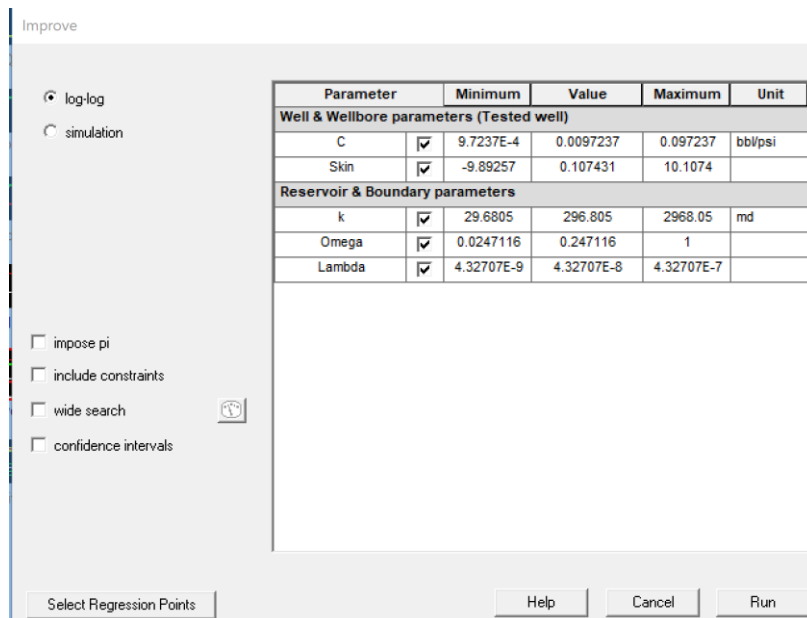 Improve
log-log
simulation
Parameter Minimum Value Maximum Unit
Well & Wellbore parameters (Tested well)
C 9.7237E-4 0.0097237 0.097237 bbl/psi
Skin -9.89257 0.107431 10.1074
Reservoir & Boundary parameters
k 29.6805 296.805 2968.05 md
Omega 0.0247116 0.247116 1
Lambda 4.32707E-9 4.32707E-8 4.32707E-7
impose pi
include constraints
wide search
confidence intervals
Select Regression Points Help Cancel Run